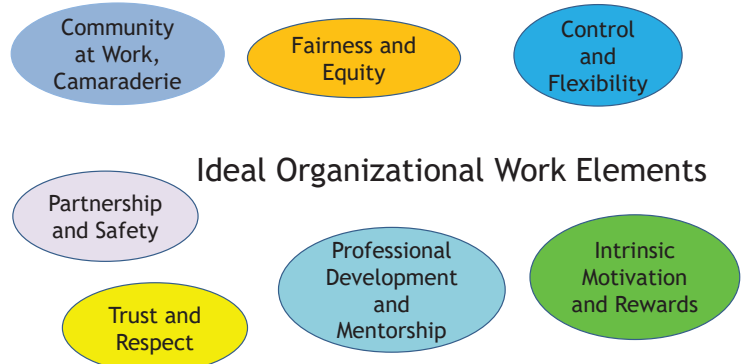 Community
at Work,
Camaraderie
Fairness and
Equity
Control
and
Flexibility
Ideal Organizational Work Elements
Partnership
and Safety
Professional
Development
and
Mentorship
Intrinsic
Motivation
and Rewards
Trust and
Respect